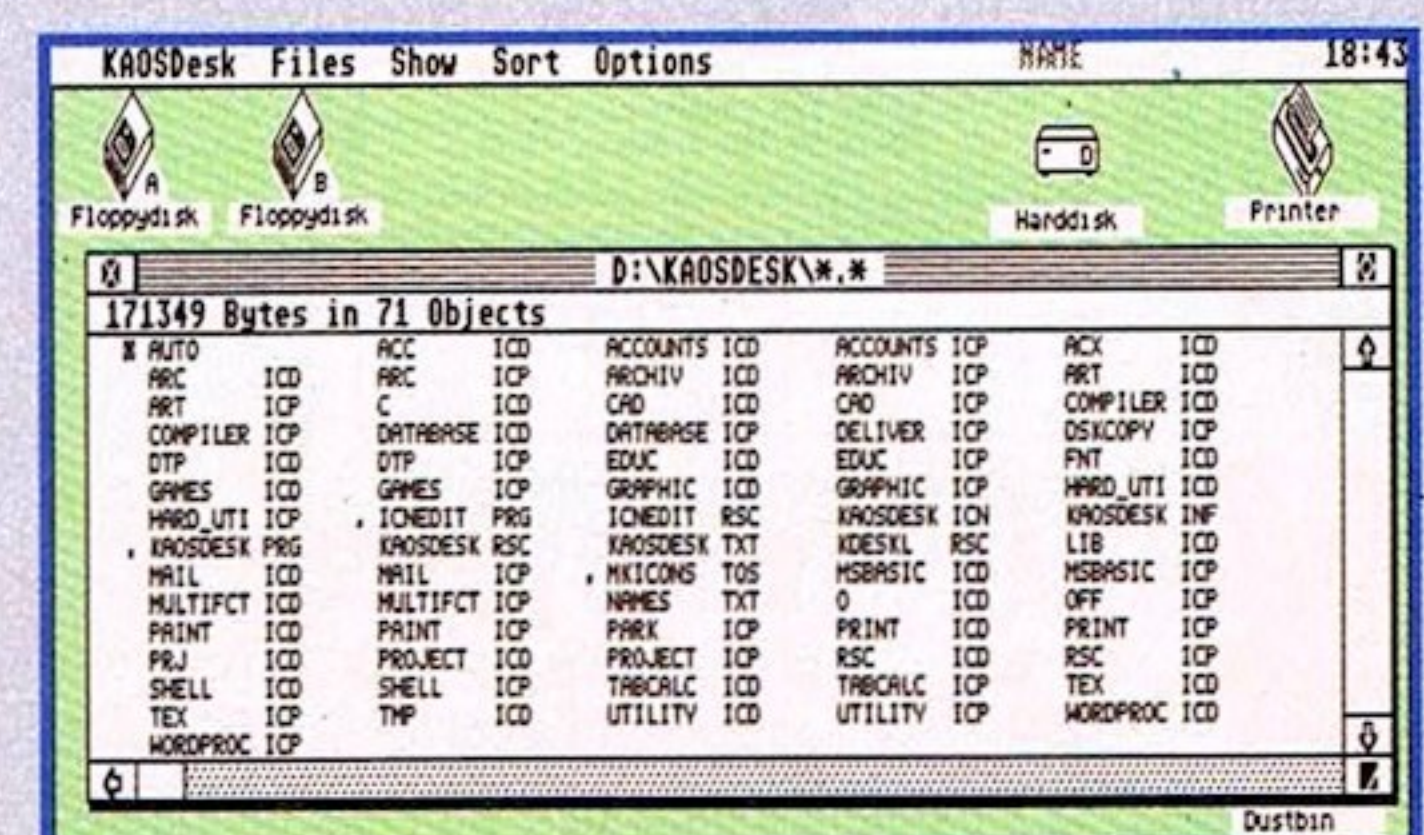 KAOSDesk Files Show Sort Options NAME 18:43
A B
Floppydisk Floppydisk Harddisk Printer
D:\KAOSDESK\*.*
171349 Bytes in 71 Objects
AUTO ACC ICD ACCOUNTS ICD ACCOUNTS ICP ACX ICD
ARC ICD ARC ICP ARCHIV ICD ARCHIV ICP ART ICD
ART ICP C ICD CAD ICD CAD ICP COMPILER ICD
COMPILER ICP DATABASE ICD DATABASE ICP DELIVER ICP DSKCOPY ICP
DTP ICD DTP ICP EDUC ICD EDUC ICP FNT ICD
GAMES ICD GAMES ICP GRAPHIC ICD GRAPHIC ICP HARD_UTI ICD
HARD_UTI ICP ICNEDIT PRG ICNEDIT RSC KAOSDESK ICN KAOSDESK INF
KAOSDESK PRG KAOSDESK RSC KAOSDESK TXT KDESKL RSC LIB ICD
MAIL ICD MAIL ICP MKICONS TOS MSBASIC ICD MSBASIC ICP
MULTIFCT ICD MULTIFCT ICP NAMES TXT O ICD OFF ICP
PAINT ICD PAINT ICP PARK ICP PRINT ICD PRINT ICP
PRJ ICD PROJECT ICD PROJECT ICP RSC ICD RSC ICP
SHELL ICD SHELL ICP TABCALC ICD TABCALC ICP TEX ICD
TEX ICP TMP ICD UTILITY ICD UTILITY ICP WORDPROC ICD
WORDPROC ICP
Dustbin